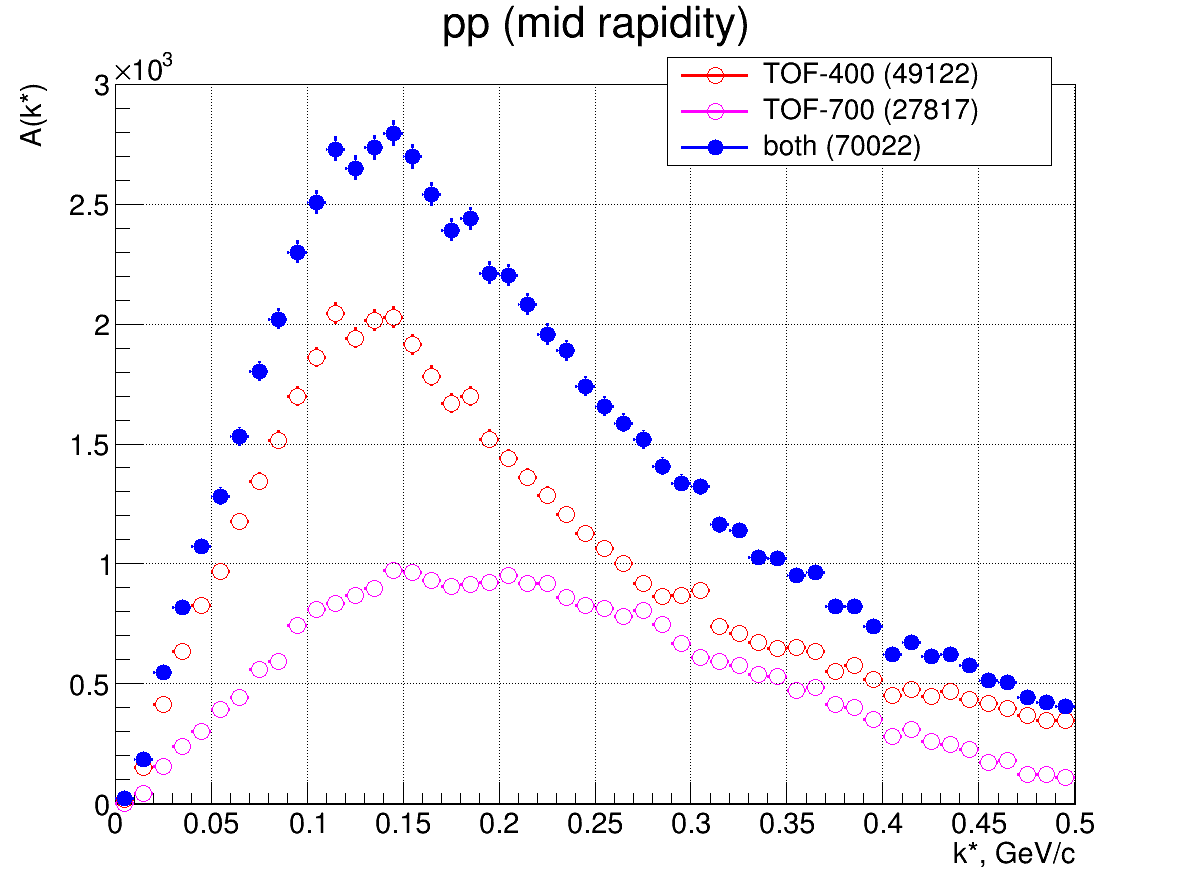 pp (mid rapidity)
×10³
A(k*)
TOF-400 (49122)
TOF-700 (27817)
both (70022)
3
2.5
2
1.5
1
0.5
0
0 0.05 0.1 0.15 0.2 0.25 0.3 0.35 0.4 0.45 0.5
k*, GeV/c